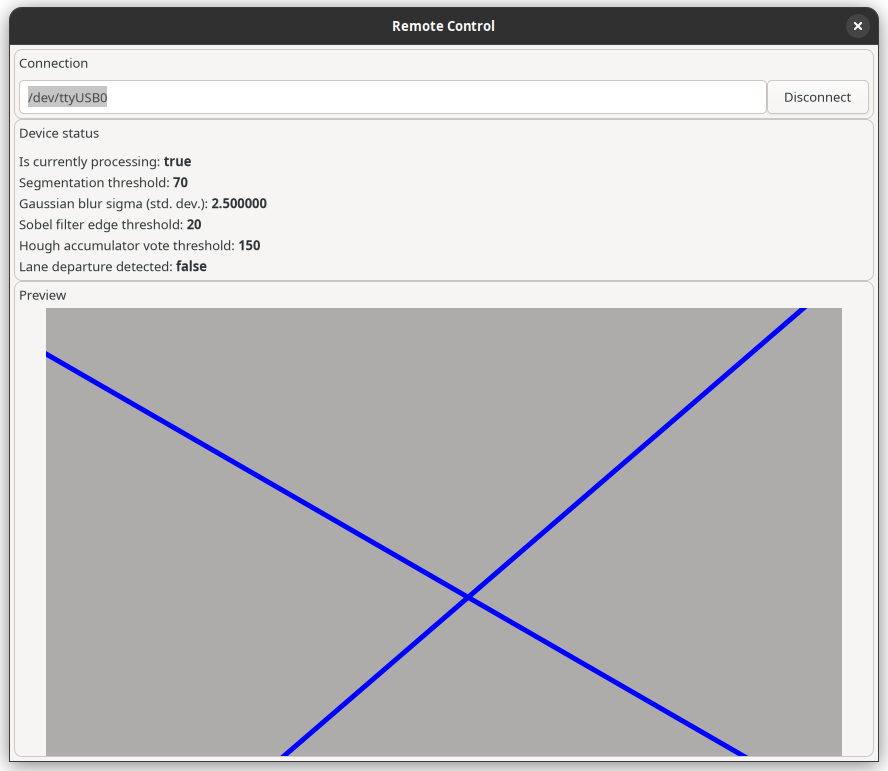 Remote Control
Connection
/dev/ttyUSB0
Disconnect
Device status
Is currently processing: true
Segmentation threshold: 70
Gaussian blur sigma (std. dev.): 2.500000
Sobel filter edge threshold: 20
Hough accumulator vote threshold: 150
Lane departure detected: false
Preview